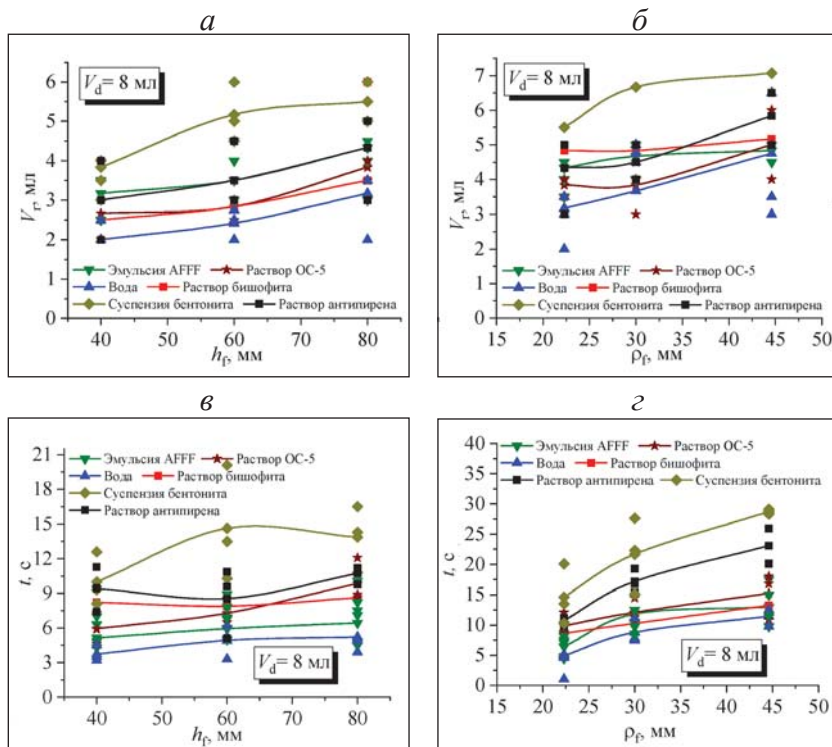 а
V_r, мл
6
5
4
3
2
1
0
V_d = 8 мл
Эмульсия AFFF Раствор ОС-5
Вода Раствор бишофита
Суспензия бентонита Раствор антипирена
40 50 60 70 80
h_f, мм
б
V_r, мл
7
6
5
4
3
2
1
0
V_d = 8 мл
Эмульсия AFFF Раствор ОС-5
Вода Раствор бишофита
Суспензия бентонита Раствор антипирена
15 20 25 30 35 40 45 50
ρ_f, мм
в
t, с
21
18
15
12
9
6
3
0
Эмульсия AFFF Раствор ОС-5
Вода Раствор бишофита
Суспензия бентонита
Раствор антипирена
V_d = 8 мл
40 50 60 70 80
h_f, мм
г
t, с
40
35
30
25
20
15
10
5
0
Эмульсия AFFF Раствор ОС-5
Вода Раствор бишофита
Раствор антипирена Суспензия бентонита
V_d = 8 мл
15 20 25 30 35 40 45 50
ρ_f, мм